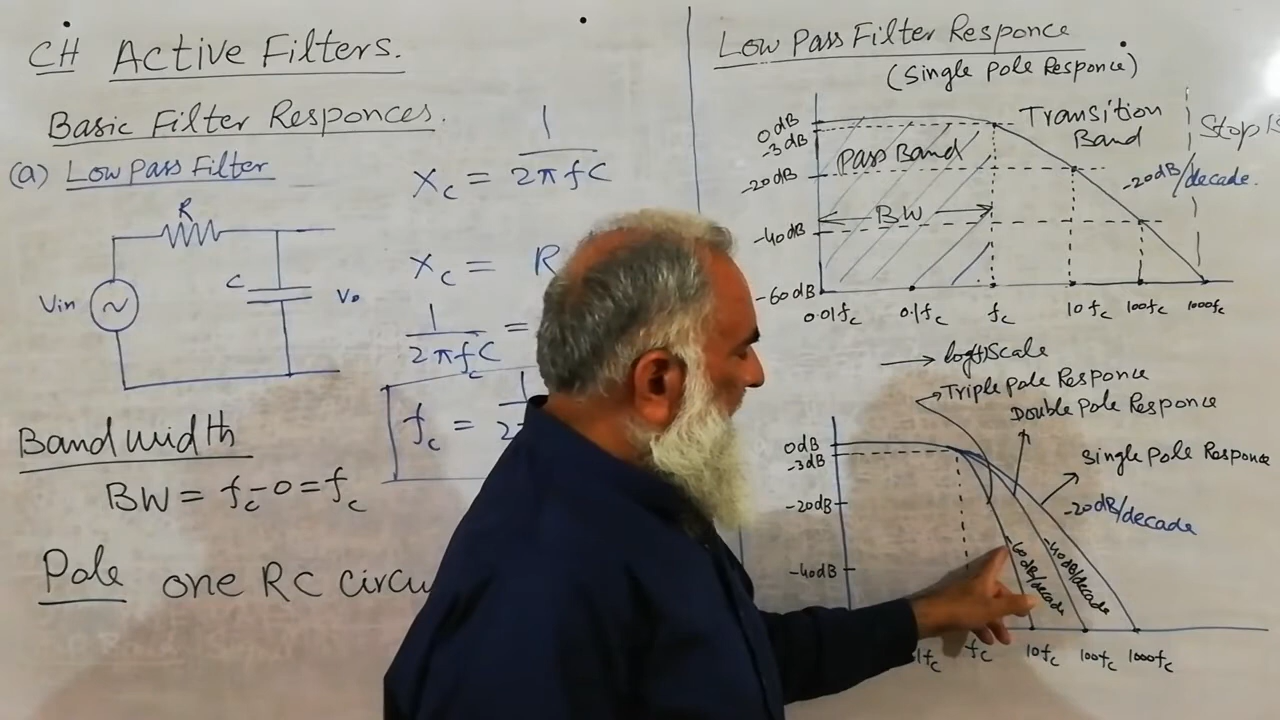 CH Active Filters.
Basic Filter Responces.
(a) Low Pass Filter
R
C
Vin
Vo
Xc = 1 / 2πfC
Xc = R
1 / 2πfcC =
fc = 1 / 2
Bandwidth
BW = fc-0 = fc
Pole one RC circu
Low Pass Filter Responce
(Single Pole Responce)
0dB
-3dB
-20dB
-40dB
-60dB
Pass Band
BW
Transition
Band
Stop
-20dB/decade.
0.01fc 0.1fc fc 10fc 100fc 1000fc
Triple Pole Responce
Double Pole Responce
Single Pole Responce
-20dB/decade
0dB
-3dB
-20dB
-40dB
-60dB/decade
-40dB/decade
1fc fc 10fc 100fc 1000fc